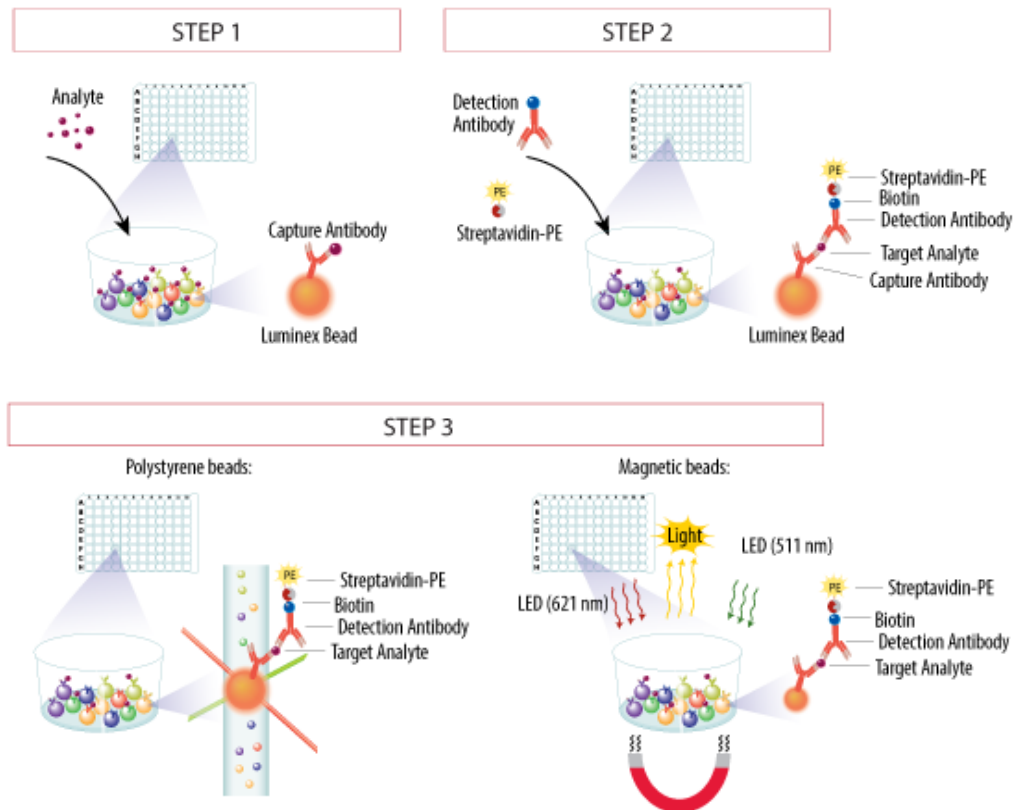 STEP 1
Analyte
A
B
C
D
E
F
G
H
Capture Antibody
Luminex Bead
STEP 2
Detection
Antibody
A
B
C
D
E
F
G
H
PE
Streptavidin-PE
PE
Streptavidin-PE
Biotin
Detection Antibody
Target Analyte
Capture Antibody
Luminex Bead
STEP 3
Polystyrene beads:
A
B
C
D
E
F
G
H
PE
Streptavidin-PE
Biotin
Detection Antibody
Target Analyte
Magnetic beads:
A
B
C
D
E
F
G
H
Light
LED (511 nm)
LED (621 nm)
PE
Streptavidin-PE
Biotin
Detection Antibody
Target Analyte